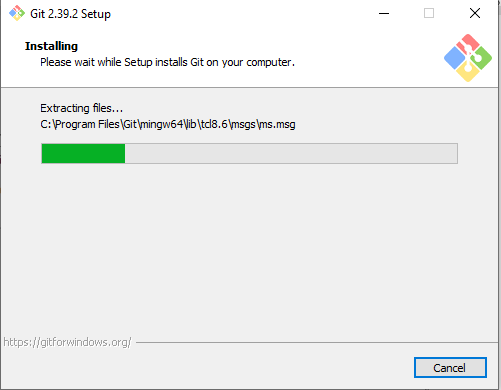 Git 2.39.2 Setup
Installing
Please wait while Setup installs Git on your computer.
Extracting files...
C:\Program Files\Git\mingw64\lib\tcl8.6\msgs\ms.msg
https://gitforwindows.org/
Cancel